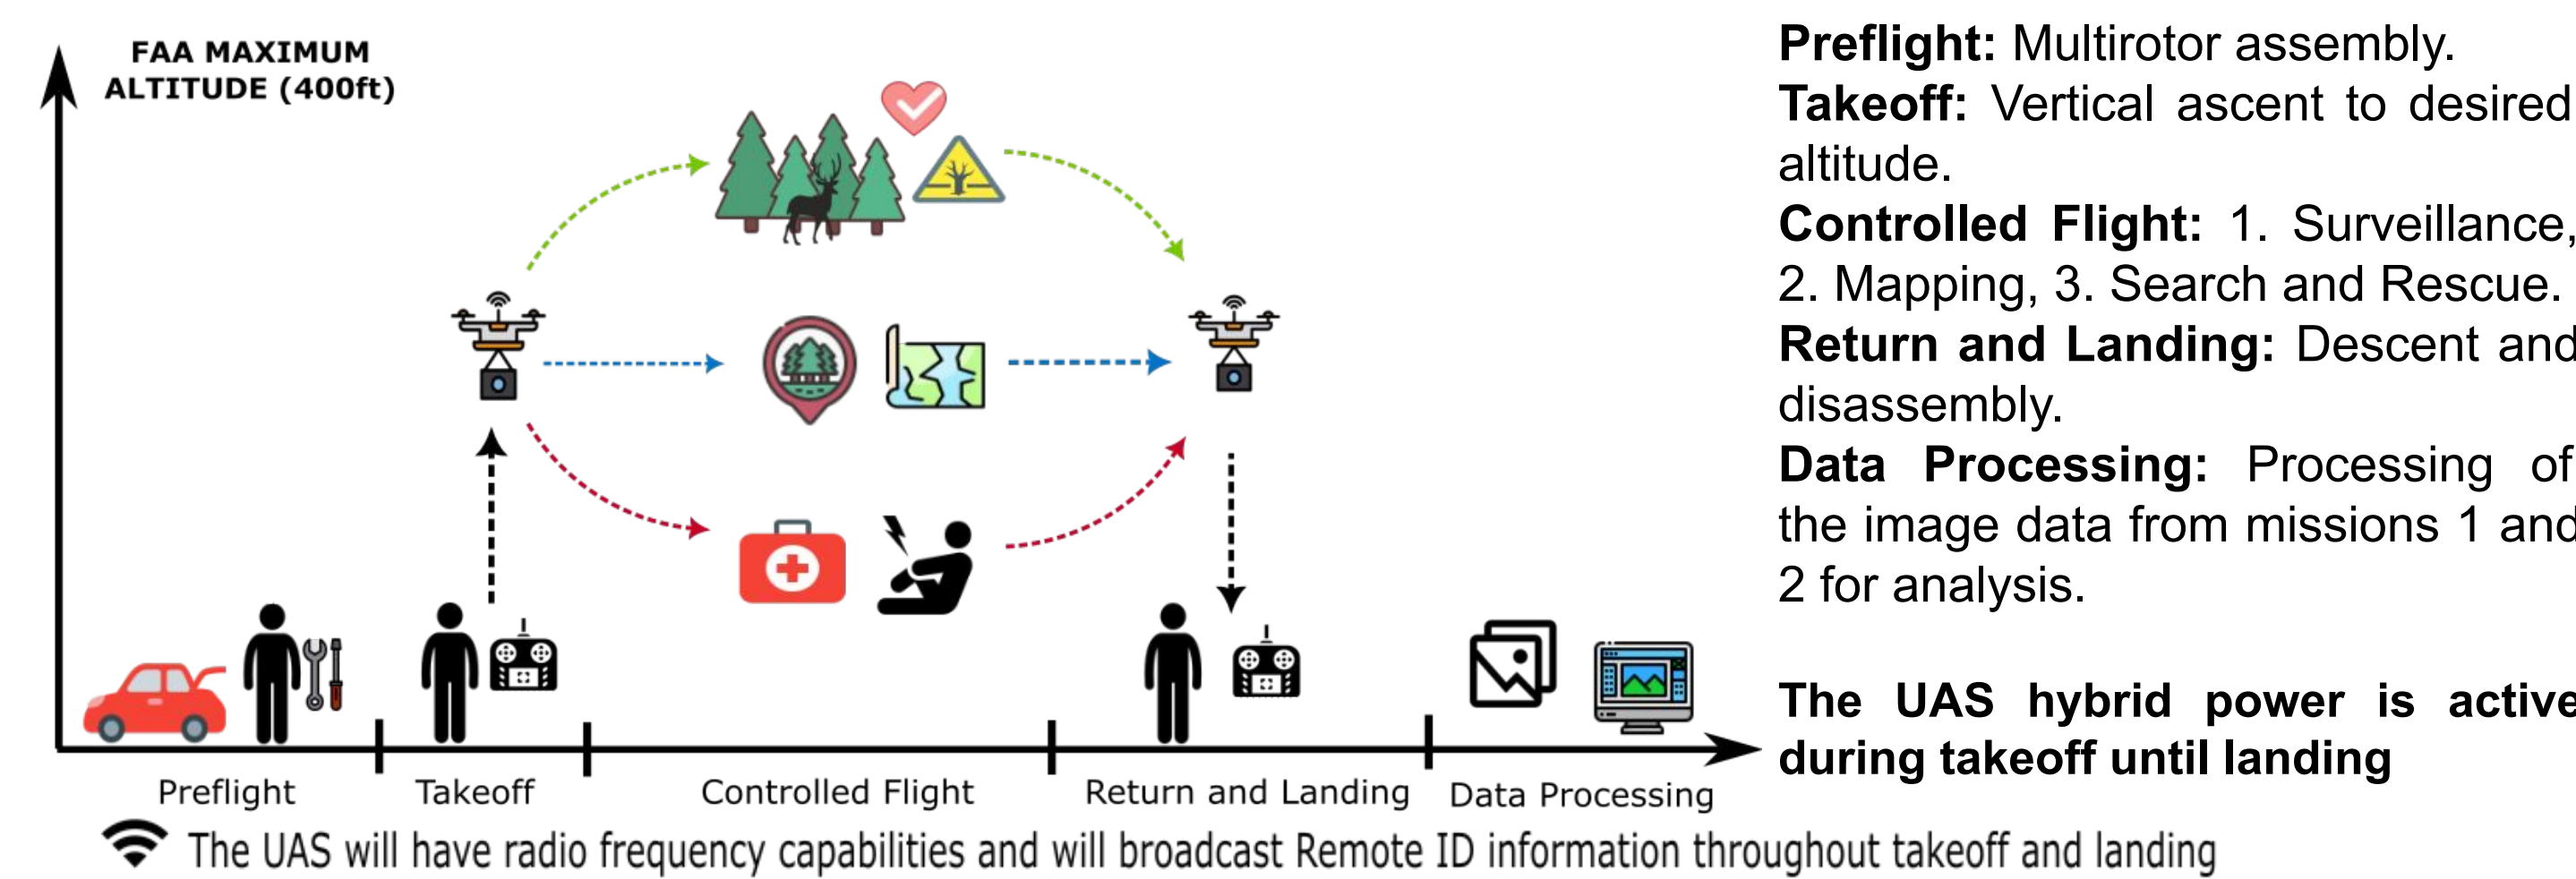 FAA MAXIMUM
ALTITUDE (400ft)
Preflight
Takeoff
Controlled Flight
Return and Landing
Data Processing
The UAS will have radio frequency capabilities and will broadcast Remote ID information throughout takeoff and landing
Preflight: Multirotor assembly.
Takeoff: Vertical ascent to desired
altitude.
Controlled Flight: 1. Surveillance,
2. Mapping, 3. Search and Rescue.
Return and Landing: Descent and
disassembly.
Data Processing: Processing of
the image data from missions 1 and
2 for analysis.
The UAS hybrid power is active
during takeoff until landing